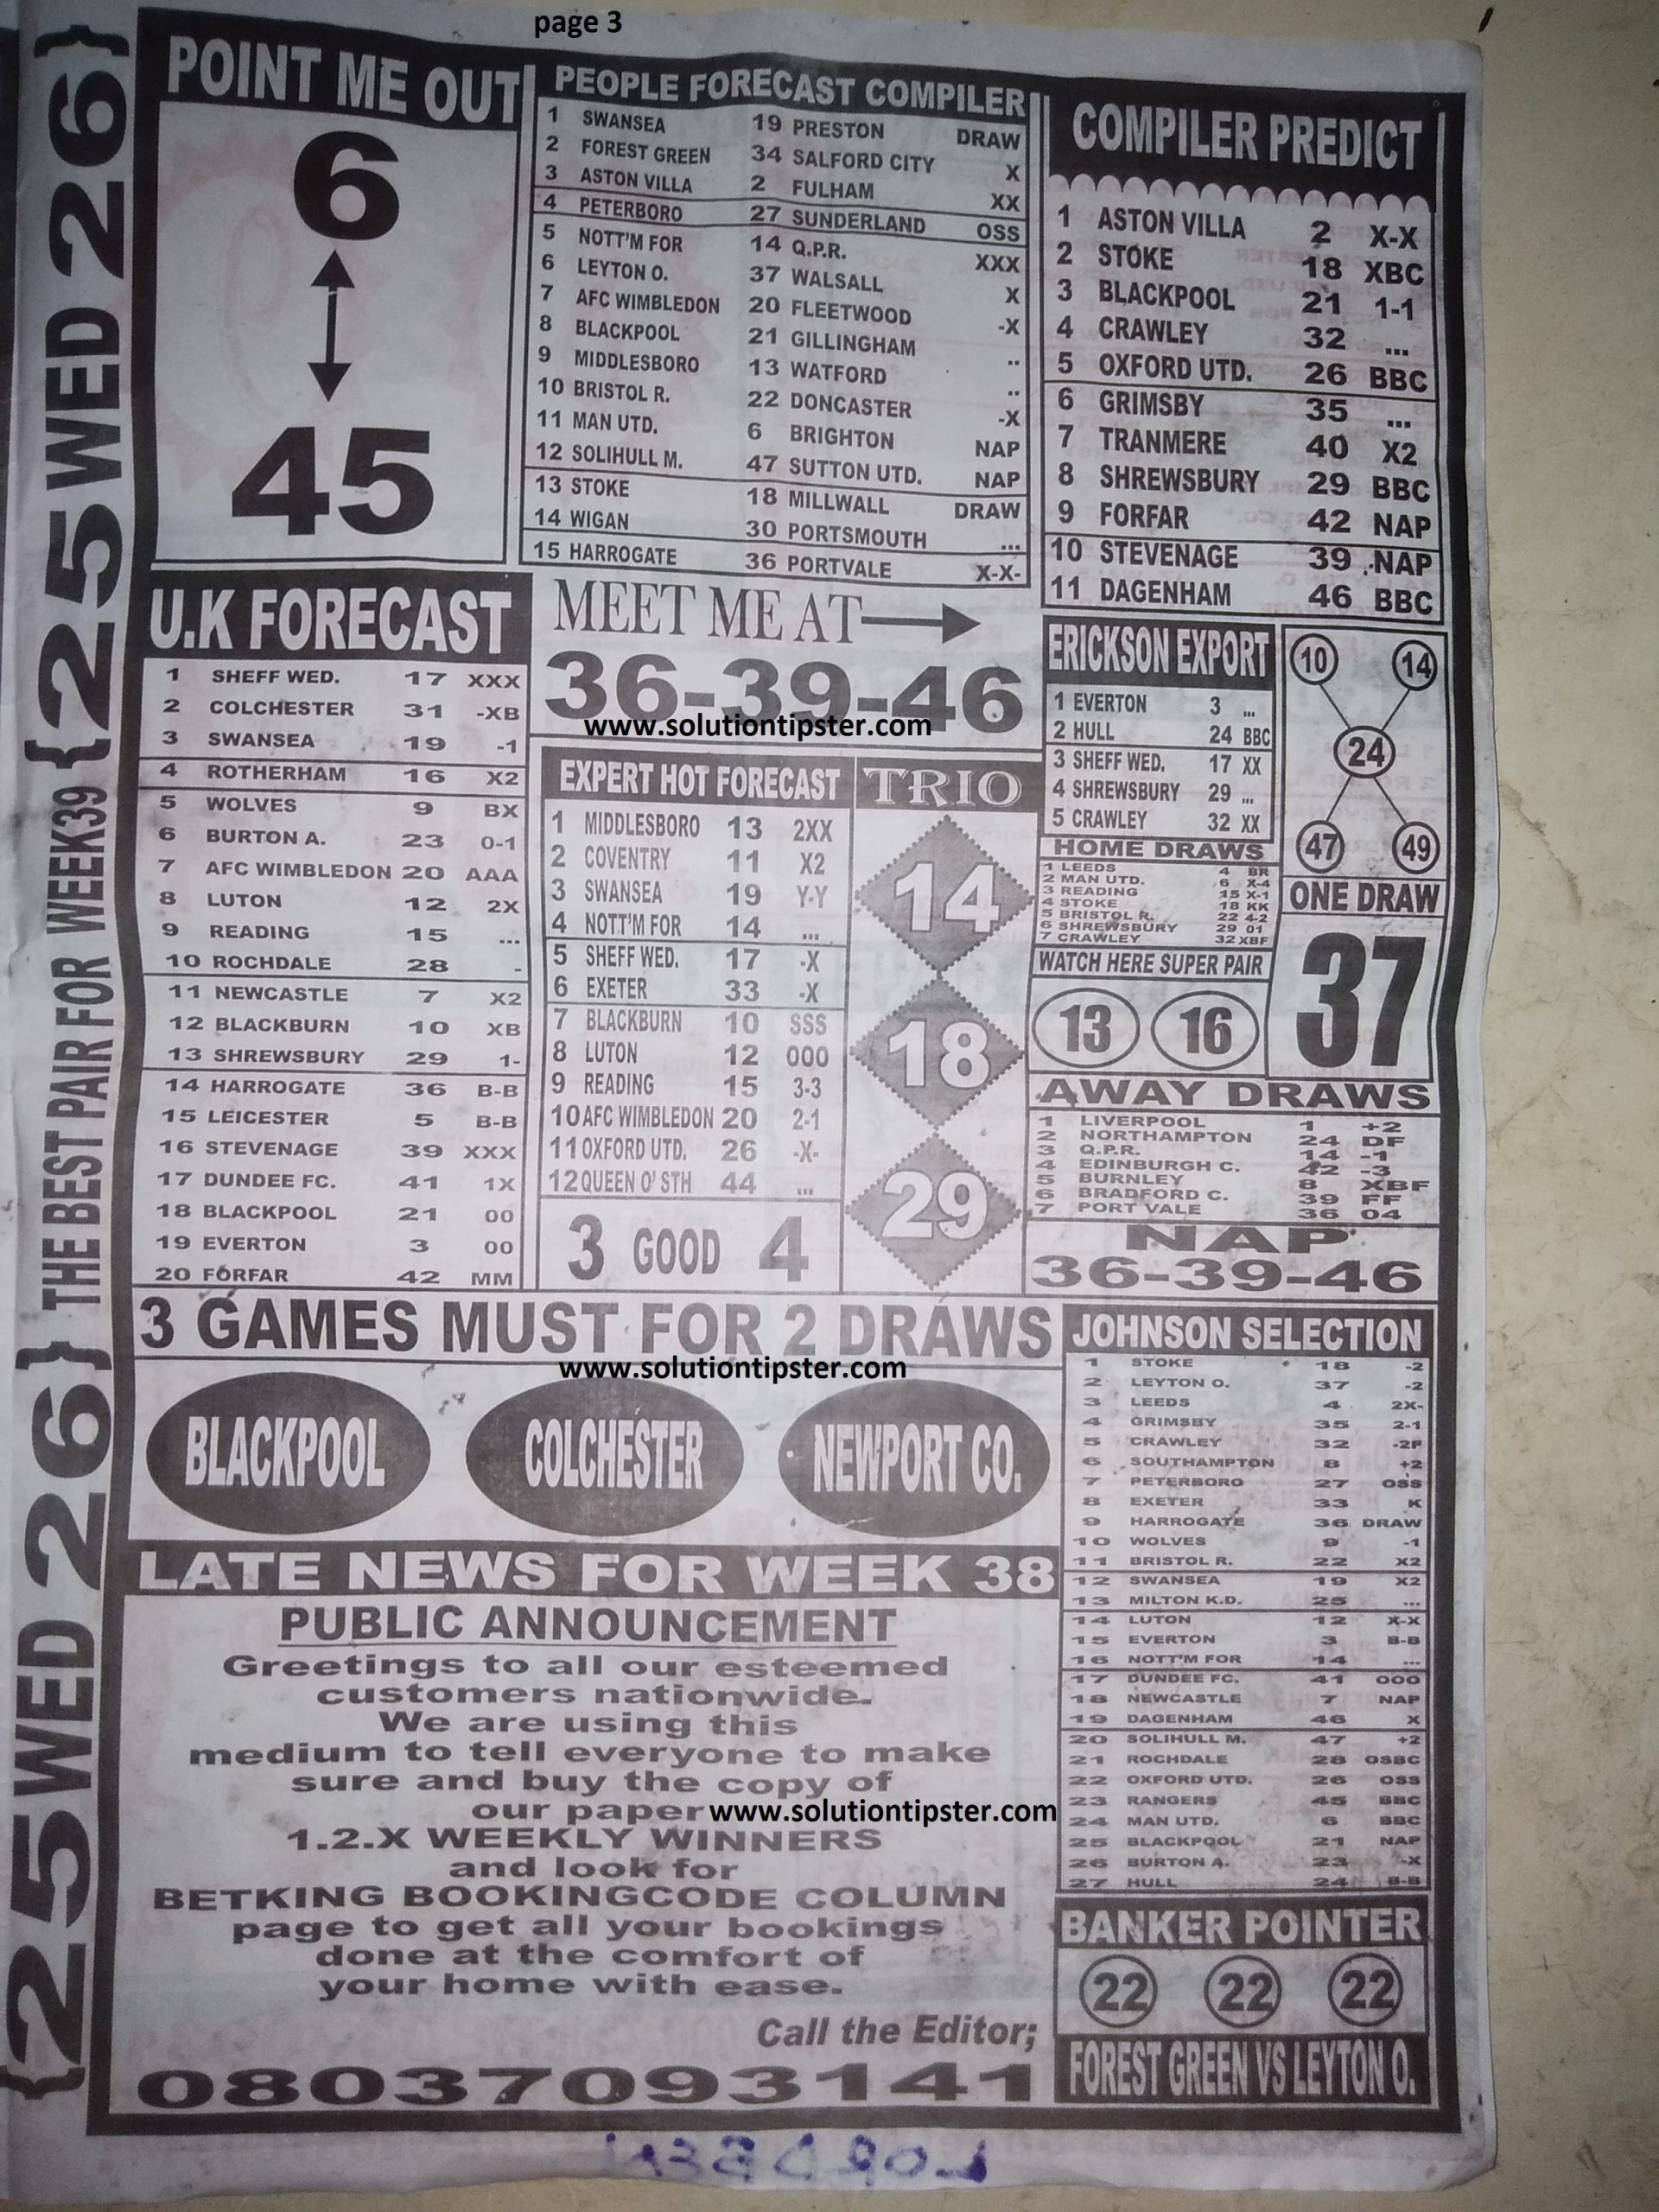 page 3
{25 WED 26} THE BEST PAIR FOR WEEK39 {25 WED 26}
POINT ME OUT
6
45
PEOPLE FORECAST COMPILER
1 SWANSEA 19 PRESTON DRAW
2 FOREST GREEN 34 SALFORD CITY X
3 ASTON VILLA 2 FULHAM XX
4 PETERBORO 27 SUNDERLAND OSS
5 NOTT'M FOR 14 Q.P.R. XXX
6 LEYTON O. 37 WALSALL X
7 AFC WIMBLEDON 20 FLEETWOOD -X
8 BLACKPOOL 21 GILLINGHAM ..
9 MIDDLESBORO 13 WATFORD ..
10 BRISTOL R. 22 DONCASTER -X
11 MAN UTD. 6 BRIGHTON NAP
12 SOLIHULL M. 47 SUTTON UTD. NAP
13 STOKE 18 MILLWALL DRAW
14 WIGAN 30 PORTSMOUTH ...
15 HARROGATE 36 PORTVALE X-X-
COMPILER PREDICT
1 ASTON VILLA 2 X-X
2 STOKE 18 XBC
3 BLACKPOOL 21 1-1
4 CRAWLEY 32 ...
5 OXFORD UTD. 26 BBC
6 GRIMSBY 35 ...
7 TRANMERE 40 X2
8 SHREWSBURY 29 BBC
9 FORFAR 42 NAP
10 STEVENAGE 39 .NAP
11 DAGENHAM 46 BBC
U.K FORECAST
1 SHEFF WED. 17 XXX
2 COLCHESTER 31 -XB
3 SWANSEA 19 -1
4 ROTHERHAM 16 X2
5 WOLVES 9 BX
6 BURTON A. 23 0-1
7 AFC WIMBLEDON 20 AAA
8 LUTON 12 2X
9 READING 15 ...
10 ROCHDALE 28 -
11 NEWCASTLE 7 X2
12 BLACKBURN 10 XB
13 SHREWSBURY 29 1-
14 HARROGATE 36 B-B
15 LEICESTER 5 B-B
16 STEVENAGE 39 XXX
17 DUNDEE FC. 41 1X
18 BLACKPOOL 21 00
19 EVERTON 3 00
20 FORFAR 42 MM
MEET ME AT
36-39-46
www.solutiontipster.com
EXPERT HOT FORECAST
1 MIDDLESBORO 13 2XX
2 COVENTRY 11 X2
3 SWANSEA 19 Y-Y
4 NOTT'M FOR 14 ...
5 SHEFF WED. 17 -X
6 EXETER 33 -X
7 BLACKBURN 10 SSS
8 LUTON 12 000
9 READING 15 3-3
10 AFC WIMBLEDON 20 2-1
11 OXFORD UTD. 26 -X-
12 QUEEN O' STH 44 ...
3 GOOD 4
TRIO
14
18
29
ERICKSON EXPORT
1 EVERTON 3 ...
2 HULL 24 BBC
3 SHEFF WED. 17 XX
4 SHREWSBURY 29 ...
5 CRAWLEY 32 XX
10 14
24
47 49
HOME DRAWS
1 LEEDS 4 BR
2 MAN UTD. 6 X-4
3 READING 15 X-1
4 STOKE 18 KK
5 BRISTOL R. 22 4-2
6 SHREWSBURY 29 01
7 CRAWLEY 32 XBF
WATCH HERE SUPER PAIR
13 16
ONE DRAW
37
AWAY DRAWS
1 LIVERPOOL 1 +2
2 NORTHAMPTON 24 DF
3 Q.P.R. 14 -1
4 EDINBURGH C. 42 -3
5 BURNLEY 8 XBF
6 BRADFORD C. 39 FF
7 PORT VALE 36 04
NAP
36-39-46
3 GAMES MUST FOR 2 DRAWS
www.solutiontipster.com
BLACKPOOL
COLCHESTER
NEWPORT CO.
JOHNSON SELECTION
1 STOKE 18 -2
2 LEYTON O. 37 -2
3 LEEDS 4 2X-
4 GRIMSBY 35 2-1
5 CRAWLEY 32 -2F
6 SOUTHAMPTON 8 +2
7 PETERBORO 27 OSS
8 EXETER 33 K
9 HARROGATE 36 DRAW
10 WOLVES 9 -1
11 BRISTOL R. 22 X2
12 SWANSEA 19 X2
13 MILTON K.D. 25 ...
14 LUTON 12 X-X
15 EVERTON 3 B-B
16 NOTT'M FOR 14 ...
17 DUNDEE FC. 41 000
18 NEWCASTLE 7 NAP
19 DAGENHAM 46 X
20 SOLIHULL M. 47 +2
21 ROCHDALE 28 OSBC
22 OXFORD UTD. 26 OSS
23 RANGERS 45 BBC
24 MAN UTD. 6 BBC
25 BLACKPOOL 21 NAP
26 BURTON A. 23 -X
27 HULL 24 B-B
LATE NEWS FOR WEEK 38
PUBLIC ANNOUNCEMENT
Greetings to all our esteemed
customers nationwide.
We are using this
medium to tell everyone to make
sure and buy the copy of
our paper www.solutiontipster.com
1.2.X WEEKLY WINNERS
and look for
BETKING BOOKINGCODE COLUMN
page to get all your bookings
done at the comfort of
your home with ease.
Call the Editor;
08037093141
BANKER POINTER
22 22 22
FOREST GREEN VS LEYTON O.